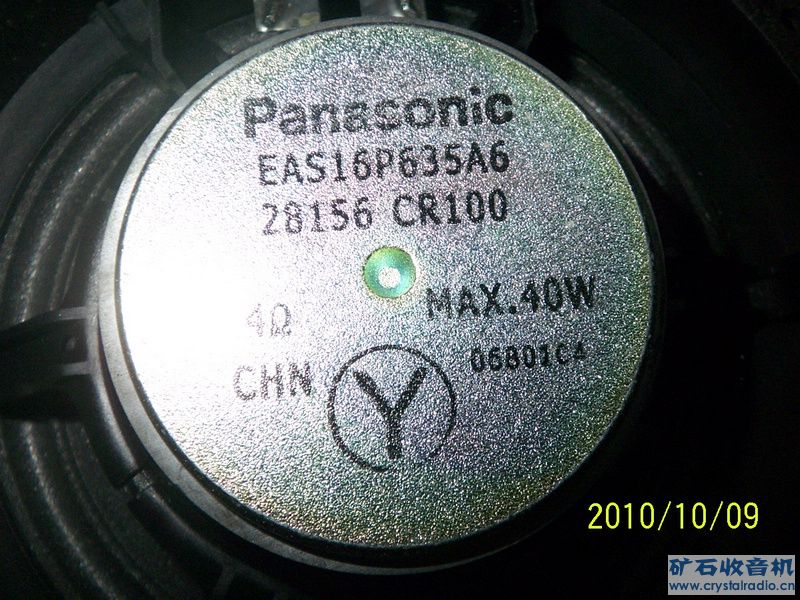 Panasonic
EAS16P635A6
28156 CR100
4Ω
MAX.40W
CHN
06801CA
Y
2010/10/09
矿石收音机
www.crystalradio.cn